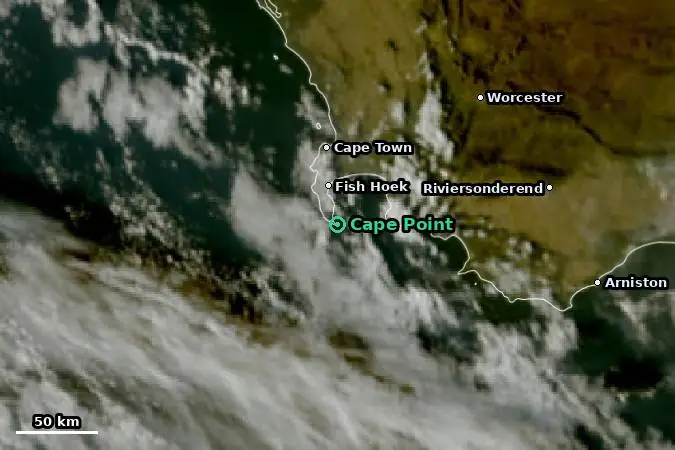 Worcester
Cape Town
Fish Hoek
Riviersonderend
Cape Point
Arniston
50 km